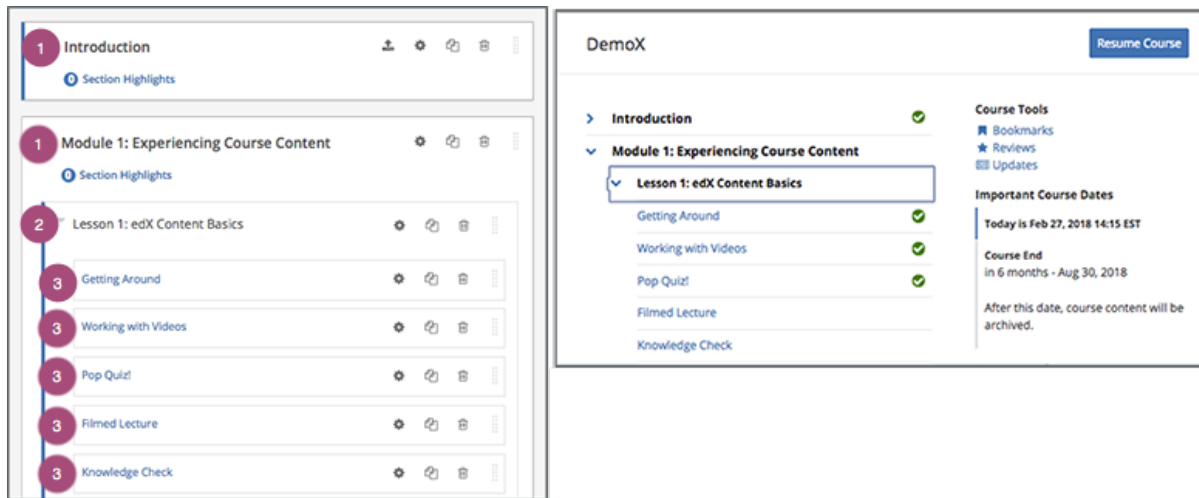 1 Introduction
0 Section Highlights
1 Module 1: Experiencing Course Content
0 Section Highlights
2 Lesson 1: edX Content Basics
3 Getting Around
3 Working with Videos
3 Pop Quiz!
3 Filmed Lecture
3 Knowledge Check
DemoX
Resume Course
Introduction
Module 1: Experiencing Course Content
Lesson 1: edX Content Basics
Getting Around
Working with Videos
Pop Quiz!
Filmed Lecture
Knowledge Check
Course Tools
Bookmarks
Reviews
Updates
Important Course Dates
Today is Feb 27, 2018 14:15 EST
Course End
in 6 months - Aug 30, 2018
After this date, course content will be
archived.